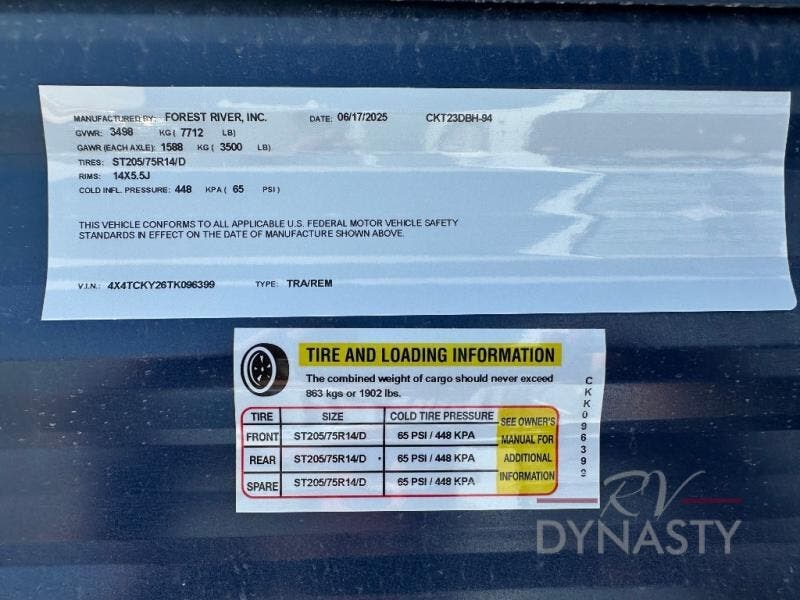 MANUFACTURED BY: FOREST RIVER, INC. DATE: 06/17/2025 CKT23DBH-94
GVWR: 3498 KG ( 7712 LB)
GAWR (EACH AXLE): 1588 KG ( 3500 LB)
TIRES: ST205/75R14/D
RIMS: 14X5.5J
COLD INFL. PRESSURE: 448 KPA ( 65 PSI)
THIS VEHICLE CONFORMS TO ALL APPLICABLE U.S. FEDERAL MOTOR VEHICLE SAFETY
STANDARDS IN EFFECT ON THE DATE OF MANUFACTURE SHOWN ABOVE.
V.I.N.: 4X4TCKY26TK096399 TYPE: TRA/REM
TIRE AND LOADING INFORMATION
The combined weight of cargo should never exceed
863 kgs or 1902 lbs.
TIRE SIZE COLD TIRE PRESSURE
FRONT ST205/75R14/D 65 PSI / 448 KPA
REAR ST205/75R14/D 65 PSI / 448 KPA
SPARE ST205/75R14/D 65 PSI / 448 KPA
SEE OWNER'S
MANUAL FOR
ADDITIONAL
INFORMATION
CKK096399
RV
DYNASTY